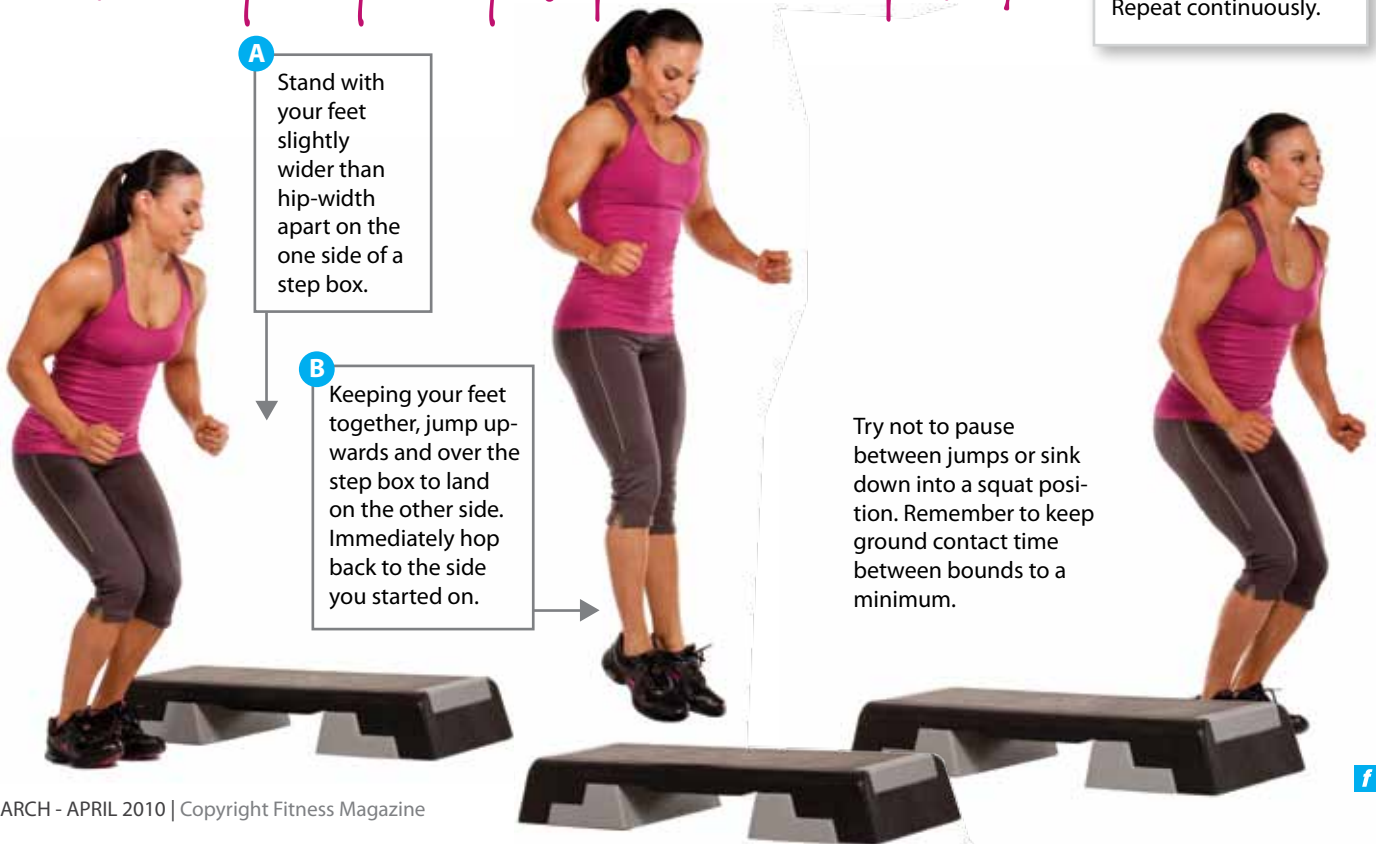 Repeat continuously.
A
Stand with
your feet
slightly
wider than
hip-width
apart on the
one side of a
step box.
B
Keeping your feet
together, jump up-
wards and over the
step box to land
on the other side.
Immediately hop
back to the side
you started on.
Try not to pause
between jumps or sink
down into a squat posi-
tion. Remember to keep
ground contact time
between bounds to a
minimum.
f
ARCH - APRIL 2010 | Copyright Fitness Magazine